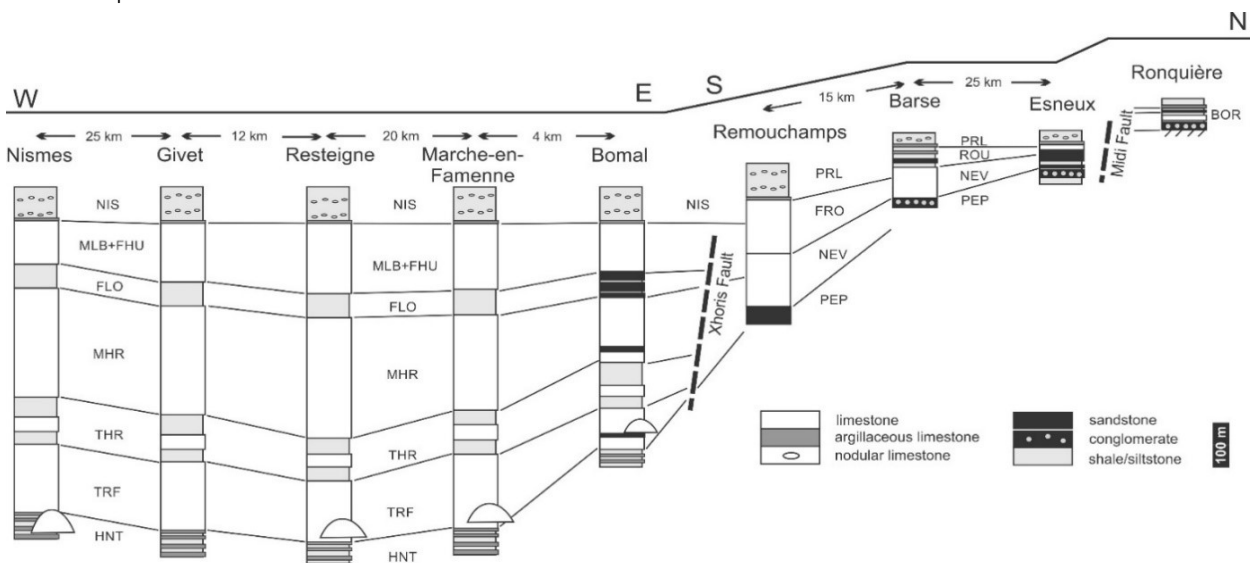 N
W
E
S
25 km
12 km
20 km
4 km
15 km
25 km
Nismes
Givet
Resteigne
Marche-en-
Famenne
Bomal
Remouchamps
Barse
Esneux
Ronquière
NIS
NIS
NIS
MLB+FHU
MLB+FHU
FLO
FLO
MHR
MHR
THR
THR
TRF
TRF
HNT
HNT
Xhoris Fault
PRL
FRO
NEV
PEP
PRL
ROU
NEV
PEP
Midi Fault
BOR
limestone
argillaceous limestone
nodular limestone
sandstone
conglomerate
shale/siltstone
100 m